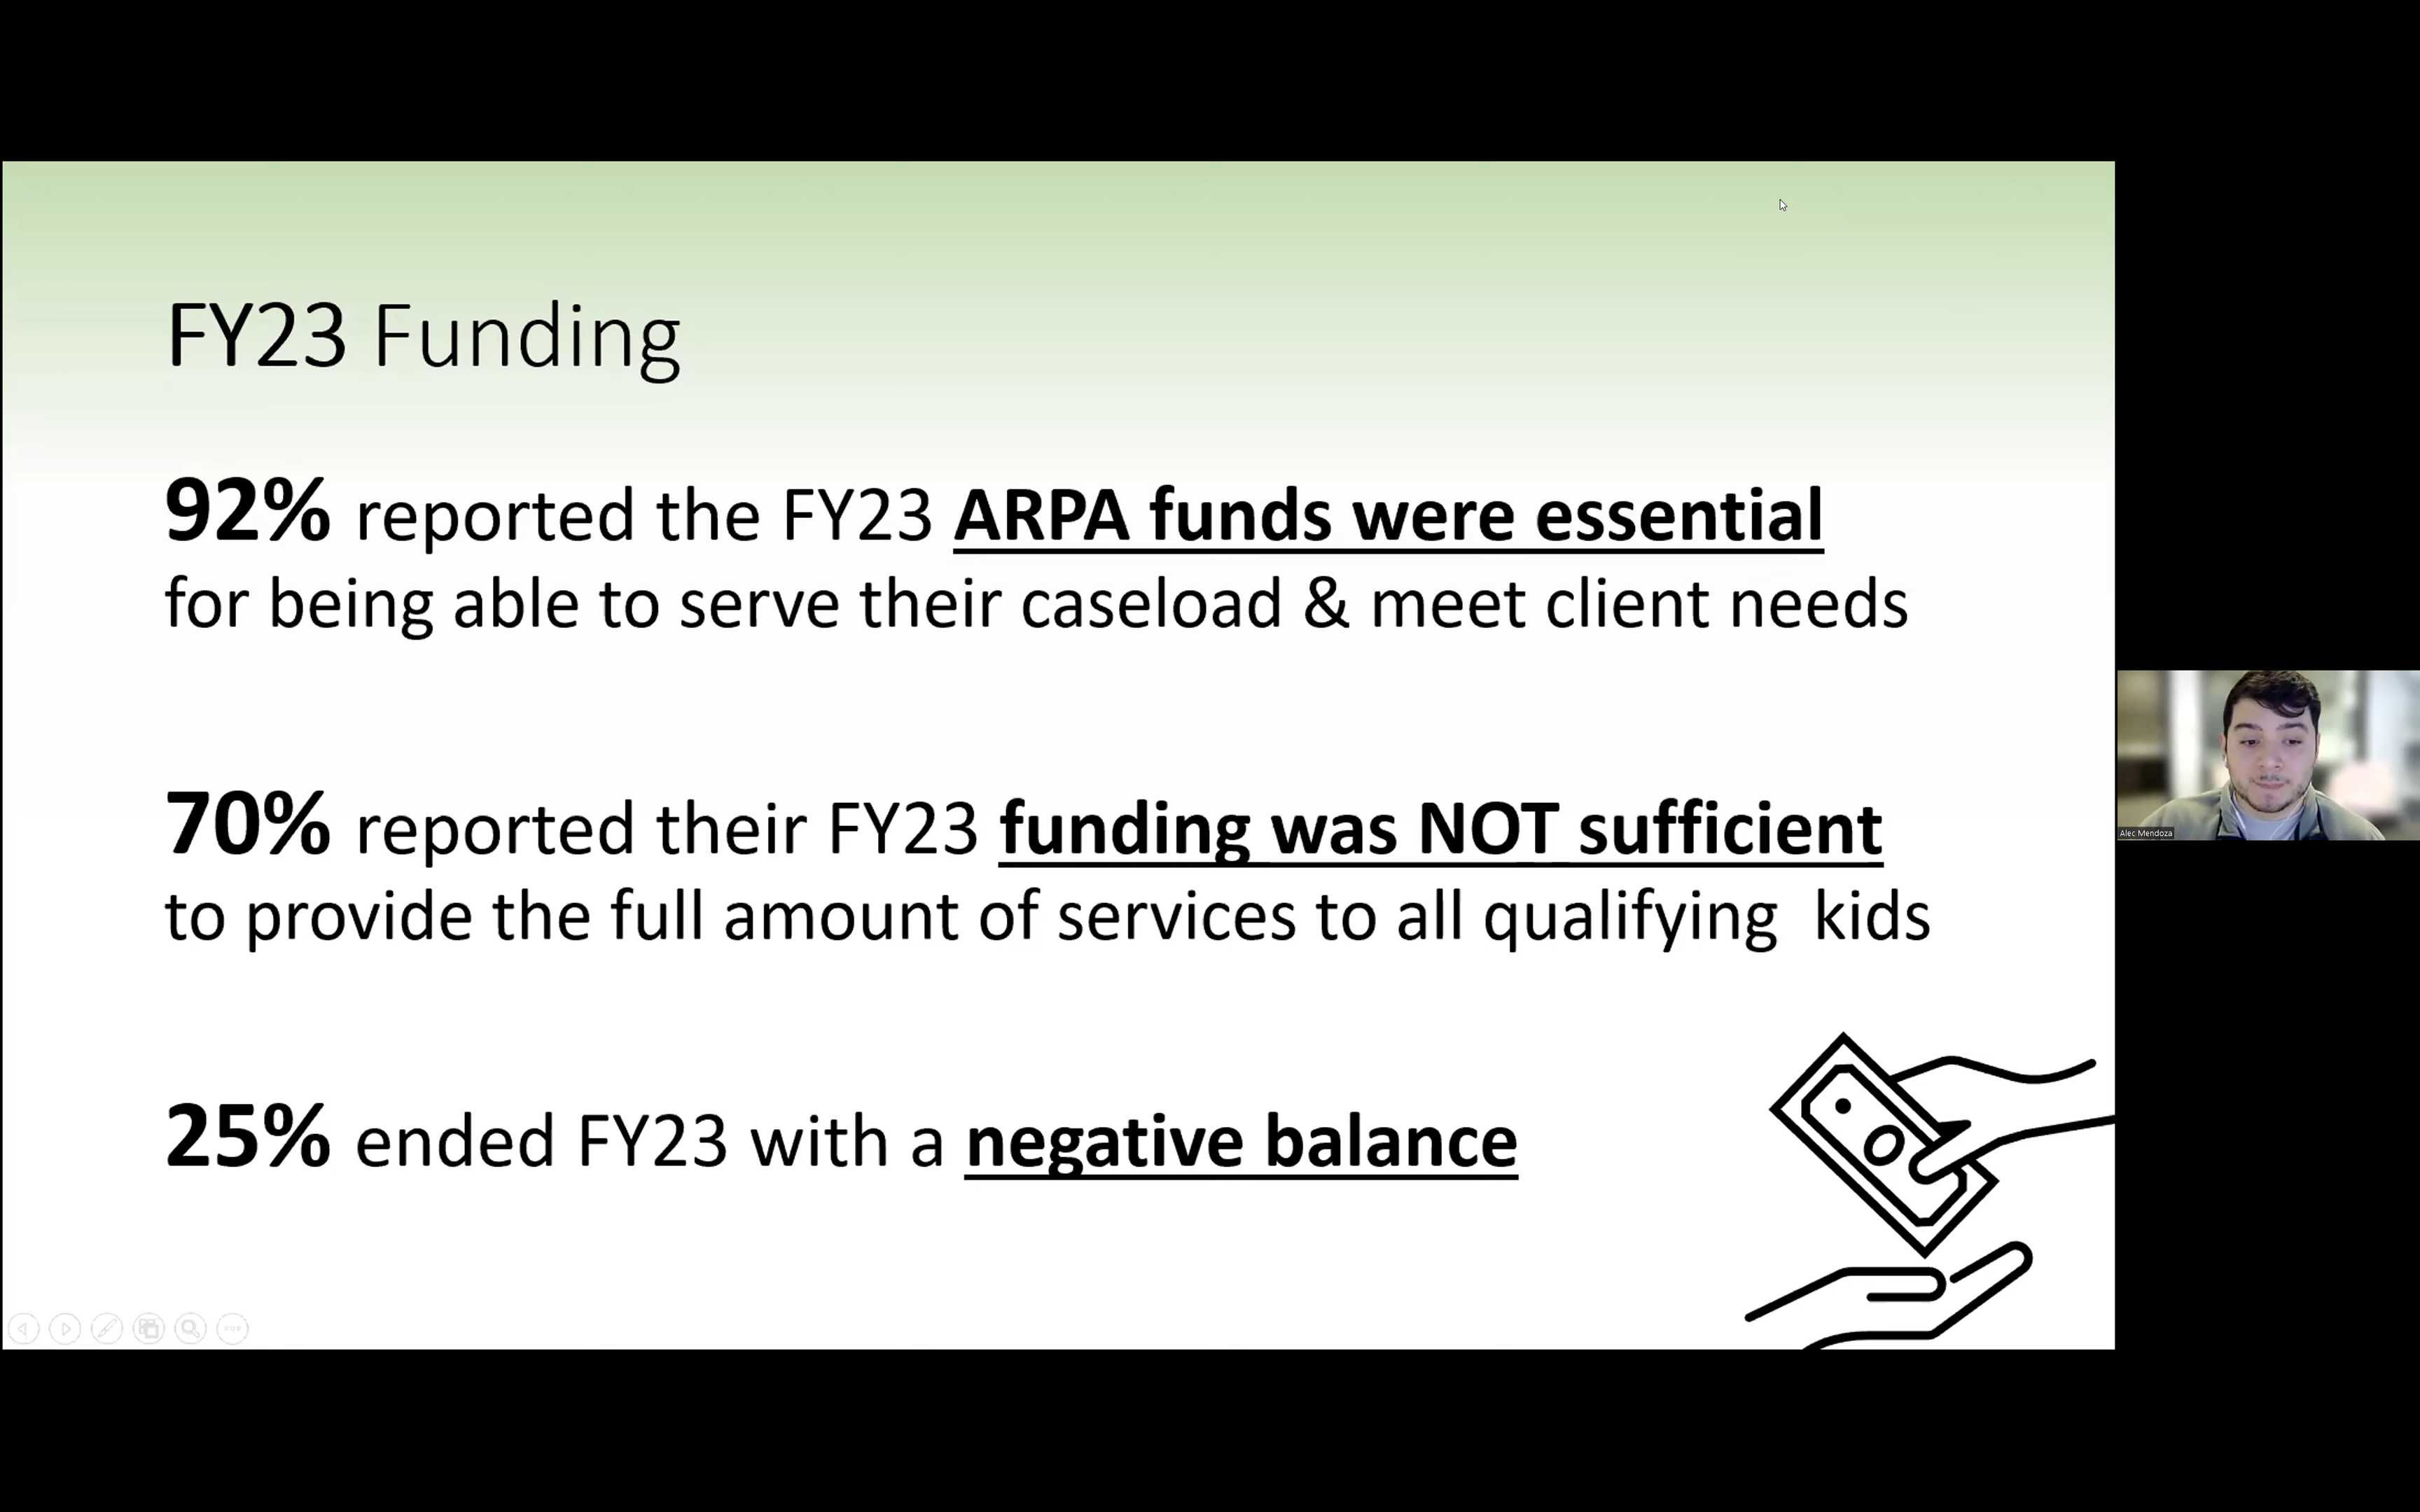 FY23 Funding
92% reported the FY23 ARPA funds were essential
for being able to serve their caseload & meet client needs
70% reported their FY23 funding was NOT sufficient
to provide the full amount of services to all qualifying  kids
25% ended FY23 with a negative balance
Alec Mendoza